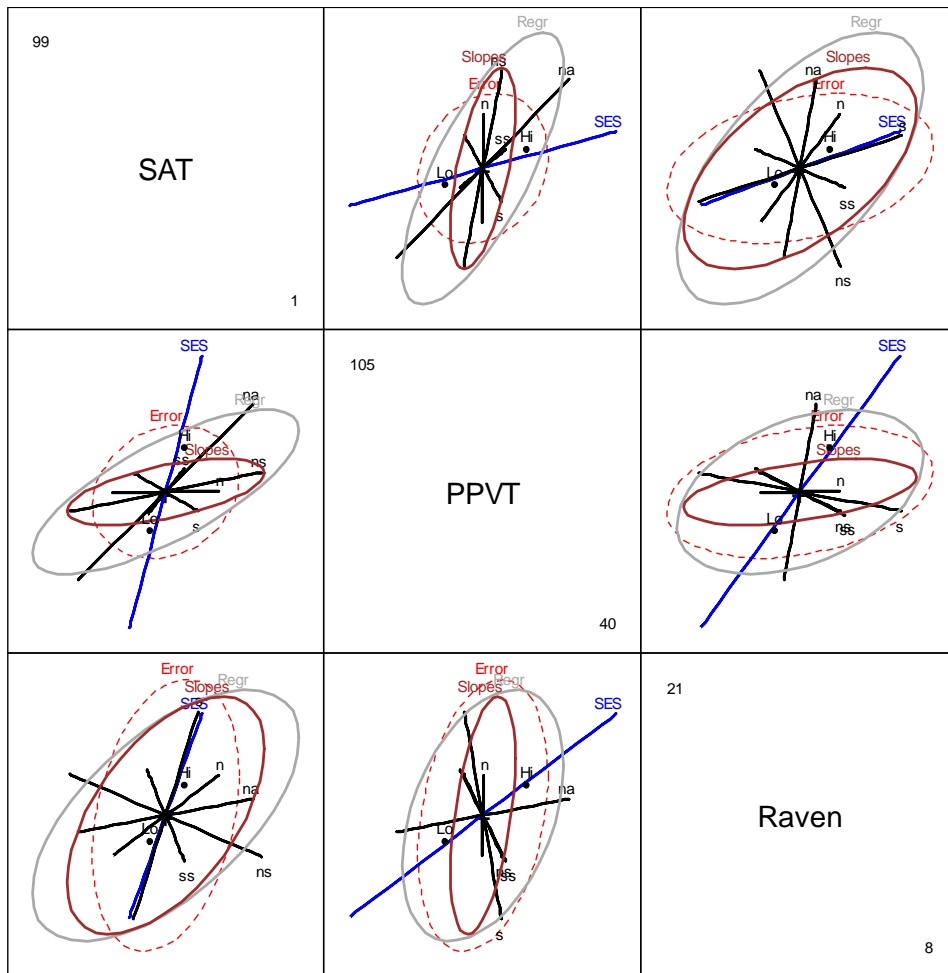 99
SAT
1
Regr
Slopes
ns
na
Error
n
SES
ss
Hi
Lo
s
Regr
Slopes
na
Error
n
SES
s
Hi
Lo
ss
ns
SES
na
Regr
Error
Hi
Slopes
ss
ns
n
Lo
s
105
PPVT
40
SES
na
Regr
Error
Hi
Slopes
n
Lo
ns
ss
s
Error
Regr
Slopes
SES
s
Hi
n
na
Lo
ss
ns
Error
Regr
Slopes
SES
n
Hi
na
Lo
ns
ss
s
21
Raven
8